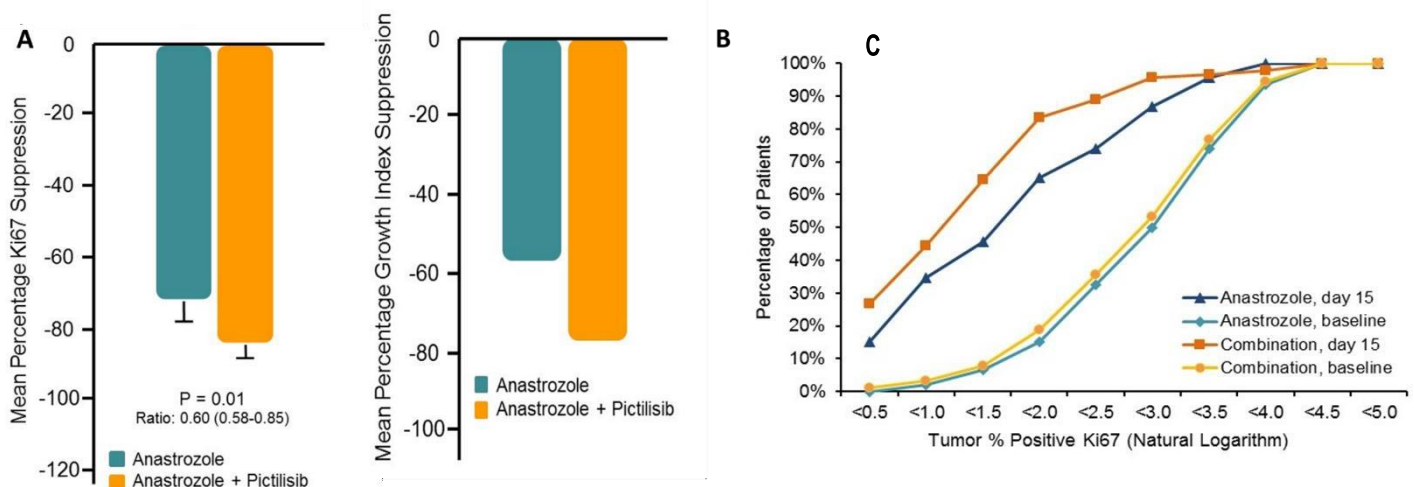 A
Mean Percentage Ki67 Suppression
0
-20
-40
-60
-80
-100
-120
P = 0.01
Ratio: 0.60 (0.58-0.85)
Anastrozole
Anastrozole + Pictilisib
B
Mean Percentage Growth Index Suppression
0
-20
-40
-60
-80
-100
Anastrozole
Anastrozole + Pictilisib
C
Percentage of Patients
100%
90%
80%
70%
60%
50%
40%
30%
20%
10%
0%
Anastrozole, day 15
Anastrozole, baseline
Combination, day 15
Combination, baseline
<0.5 <1.0 <1.5 <2.0 <2.5 <3.0 <3.5 <4.0 <4.5 <5.0
Tumor % Positive Ki67 (Natural Logarithm)